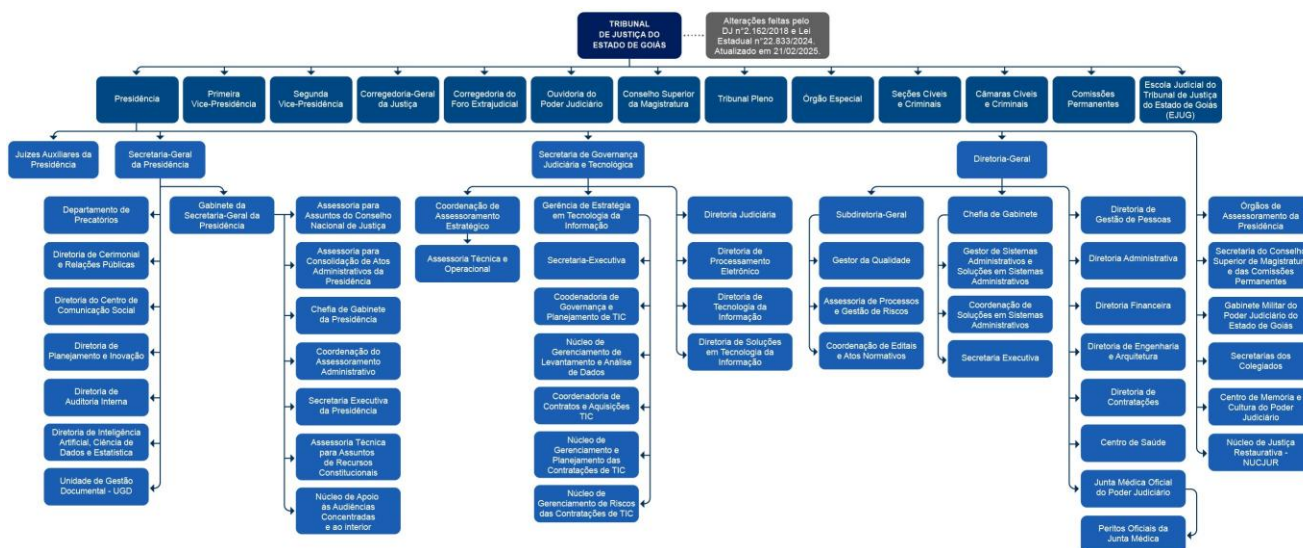 TRIBUNAL
DE JUSTIÇA DO
ESTADO DE GOIÁS
Alterações feitas pelo
DJ n°2.162/2018 e Lei
Estadual n°22.833/2024.
Atualizado em 21/02/2025.
Presidência
Primeira
Vice-Presidência
Segunda
Vice-Presidência
Corregedoria-Geral
da Justiça
Corregedoria do
Foro Extrajudicial
Ouvidoria do
Poder Judiciário
Conselho Superior
da Magistratura
Tribunal Pleno
Órgão Especial
Seções Cíveis
e Criminais
Câmaras Cíveis
e Criminais
Comissões
Permanentes
Escola Judicial do
Tribunal de Justiça
do Estado de Goiás
(EJUG)
Juízes Auxiliares da
Presidência
Secretaria-Geral
da Presidência
Secretaria de Governança
Judiciária e Tecnológica
Diretoria-Geral
Departamento de
Precatórios
Diretoria de Cerimonial
e Relações Públicas
Diretoria do Centro de
Comunicação Social
Diretoria de
Planejamento e Inovação
Diretoria de
Auditoria Interna
Diretoria de Inteligência
Artificial, Ciência de
Dados e Estatística
Unidade de Gestão
Documental - UGD
Gabinete da
Secretaria-Geral da
Presidência
Assessoria para
Assuntos do Conselho
Nacional de Justiça
Assessoria para
Consolidação de Atos
Administrativos da
Presidência
Chefia de Gabinete
da Presidência
Coordenação do
Assessoramento
Administrativo
Secretaria Executiva
da Presidência
Assessoria Técnica
para Assuntos
de Recursos
Constitucionais
Núcleo de Apoio
às Audiências
Concentradas
e ao interior
Coordenação de
Assessoramento
Estratégico
Assessoria Técnica e
Operacional
Gerência de Estratégia
em Tecnologia da
Informação
Secretaria-Executiva
Coodenadoria de
Governança e
Planejamento de TIC
Núcleo de
Gerenciamento de
Levantamento e Análise
de Dados
Coordenadoria de
Contratos e Aquisições
TIC
Núcleo de
Gerenciamento e
Planejamento das
Contratações de TIC
Núcleo de
Gerenciamento de Riscos
das Contratações de TIC
Diretoria Judiciária
Diretoria de
Processamento
Eletrônico
Diretoria de
Tecnologia da
Informação
Diretoria de Soluções
em Tecnologia da
Informação
Subdiretoria-Geral
Gestor da Qualidade
Assessoria de Processos
e Gestão de Riscos
Coordenação de Editais
e Atos Normativos
Chefia de Gabinete
Gestor de Sistemas
Administrativos e
Soluções em Sistemas
Administrativos
Coordenação de
Soluções em Sistemas
Administrativos
Secretaria Executiva
Diretoria de
Gestão de Pessoas
Diretoria Administrativa
Diretoria Financeira
Diretoria de Engenharia
e Arquitetura
Diretoria de
Contratações
Centro de Saúde
Junta Médica Oficial
do Poder Judiciário
Peritos Oficiais da
Junta Médica
Órgãos de
Assessoramento da
Presidência
Secretaria do Conselho
Superior de Magistratura
e das Comissões
Permanentes
Gabinete Militar do
Poder Judiciário do
Estado de Goiás
Secretarias dos
Colegiados
Centro de Memória e
Cultura do Poder
Judiciário
Núcleo de Justiça
Restaurativa -
NUCJUR